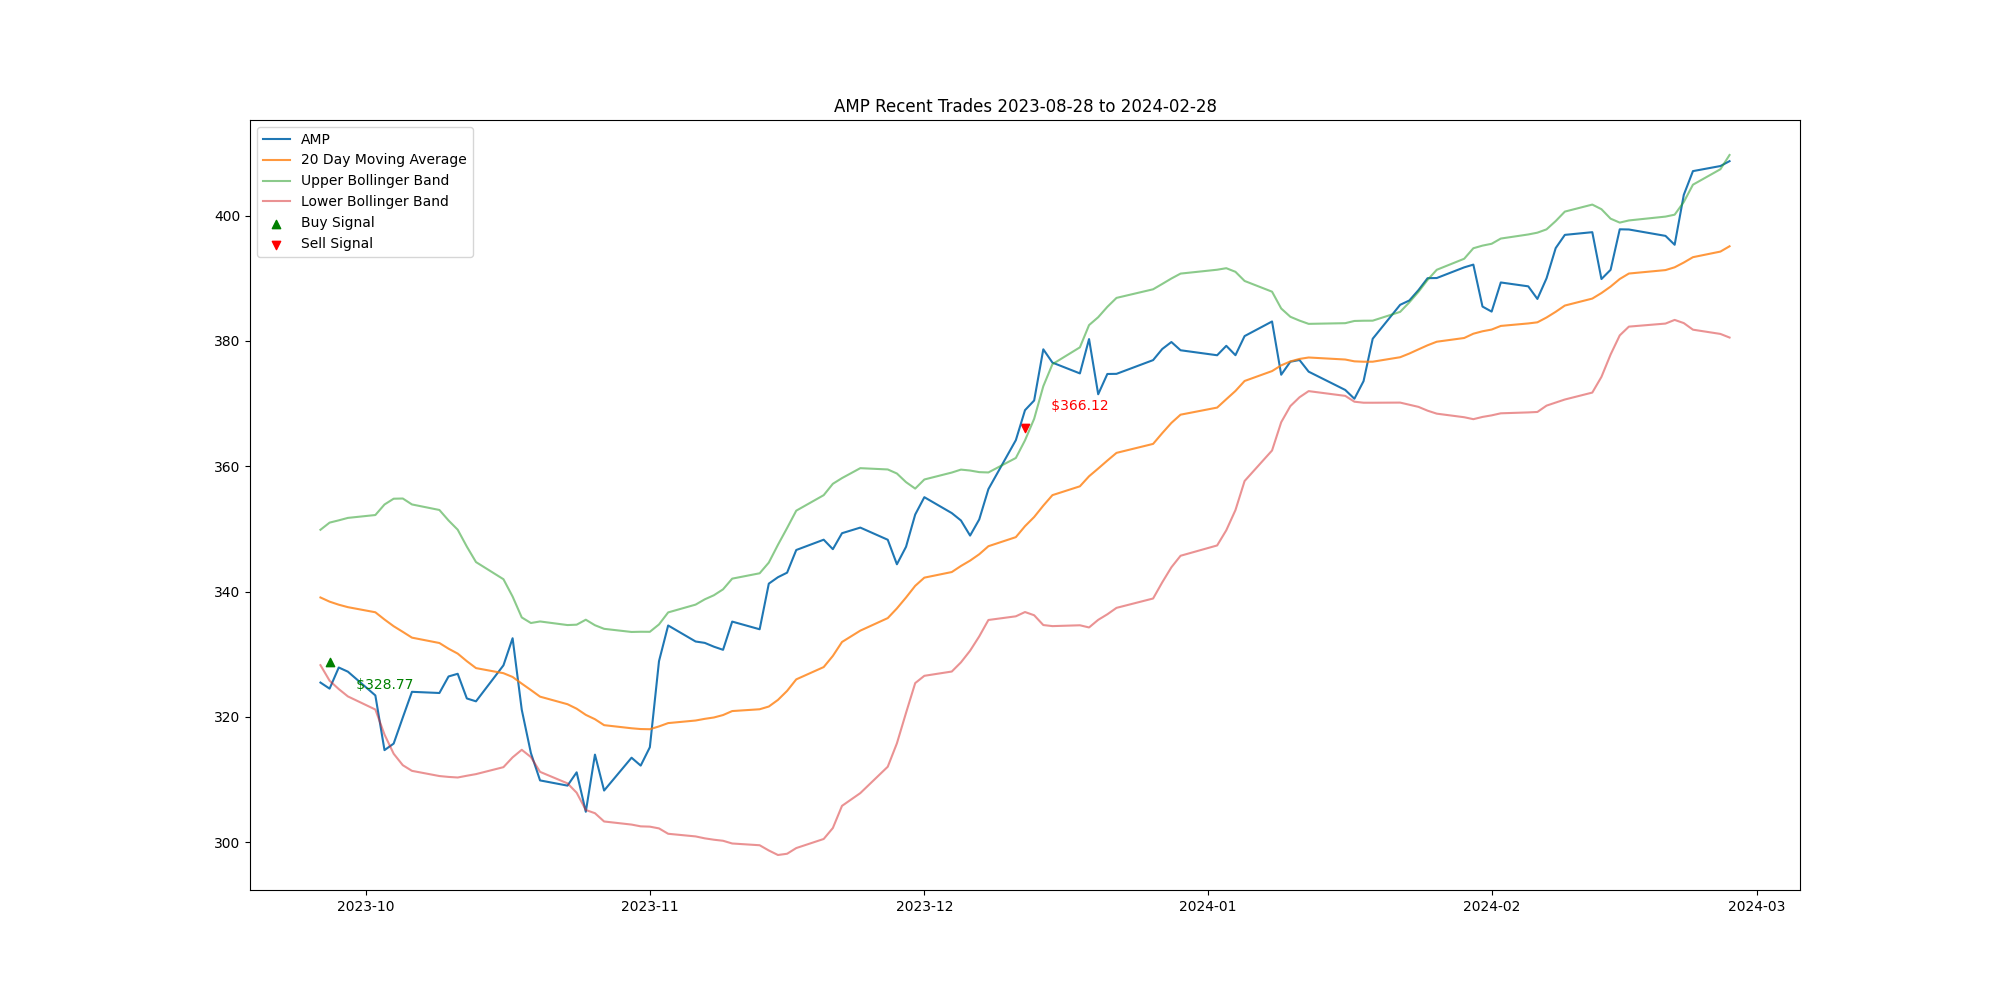 AMP Recent Trades 2023-08-28 to 2024-02-28
AMP
20 Day Moving Average
Upper Bollinger Band
Lower Bollinger Band
Buy Signal
Sell Signal
400
380
360
340
320
300
$366.12
$328.77
2023-10
2023-11
2023-12
2024-01
2024-02
2024-03